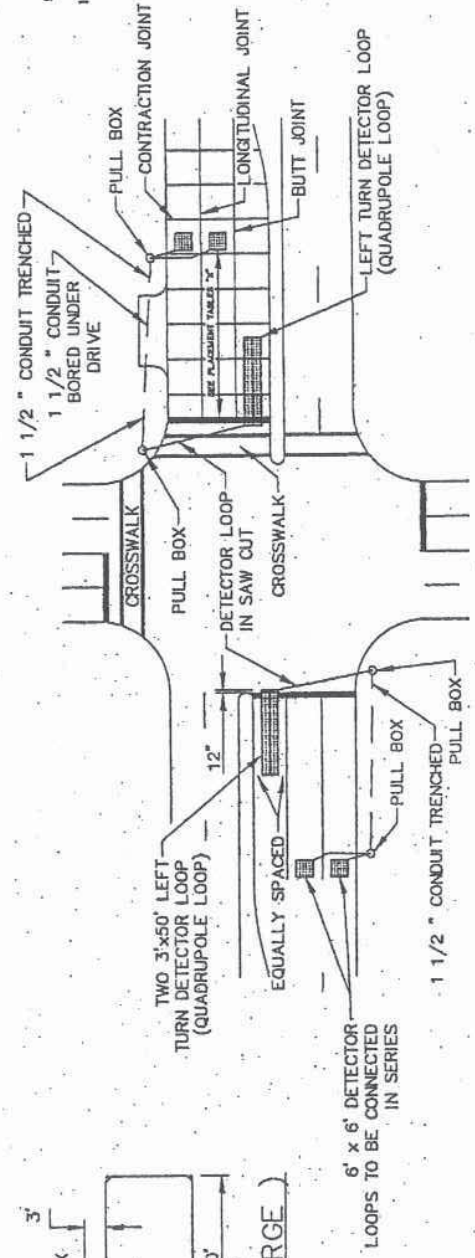 1 1/2 " CONDUIT TRENCHED
1 1/2 " CONDUIT
BORED UNDER
DRIVE
PULL BOX
CONTRACTION JOINT
LONGITUDINAL JOINT
BUTT JOINT
LEFT TURN DETECTOR LOOP
(QUADRUPOLE LOOP)
SEE PLACEMENT TABLES "X"
CROSSWALK
PULL BOX
DETECTOR LOOP
IN SAW CUT
CROSSWALK
12"
TWO 3'x50' LEFT
TURN DETECTOR LOOP
(QUADRUPOLE LOOP)
EQUALLY SPACED
6' x 6' DETECTOR
LOOPS TO BE CONNECTED
IN SERIES
PULL BOX
1 1/2 " CONDUIT TRENCHED
PULL BOX
3'
RGE )